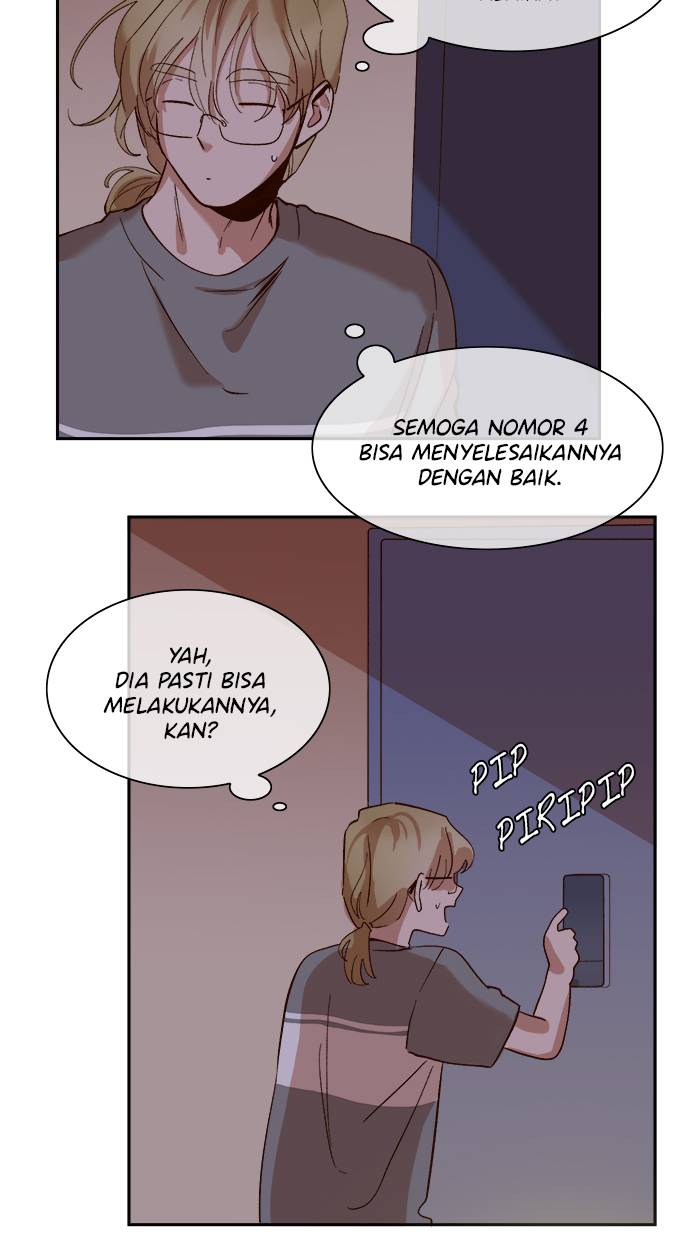 SEMOGA NOMOR 4
BISA MENYELESAIKANNYA
DENGAN BAIK.
YAH,
DIA PASTI BISA
MELAKUKANNYA,
KAN?
PIP
PIRIPIP